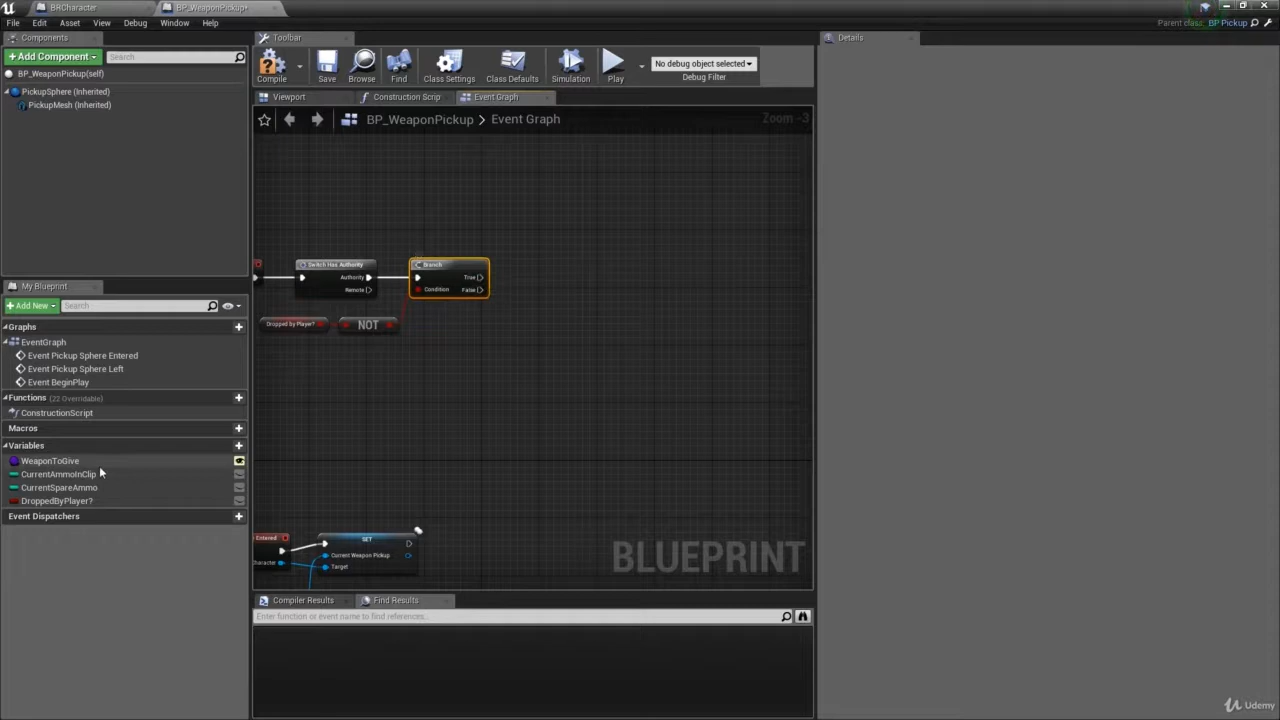 BRCharacter
BP_WeaponPickup*
File Edit Asset View Debug Window Help
Parent class: BP Pickup
Components
Toolbar
Details
+ Add Component
Search
BP_WeaponPickup(self)
PickupSphere (Inherited)
PickupMesh (Inherited)
Compile
Save
Browse
Find
Class Settings
Class Defaults
Simulation
Play
No debug object selected
Debug Filter
Viewport
Construction Scrip
Event Graph
BP_WeaponPickup > Event Graph
Zoom -3
Switch Has Authority
Authority
Remote
Branch
True
Condition
False
Dropped by Player?
NOT
My Blueprint
+ Add New
Search
Graphs
EventGraph
Event Pickup Sphere Entered
Event Pickup Sphere Left
Event BeginPlay
Functions (22 Overridable)
ConstructionScript
Macros
Variables
WeaponToGive
CurrentAmmoInClip
CurrentSpareAmmo
DroppedByPlayer?
Event Dispatchers
Entered
SET
Current Weapon Pickup
Character
Target
BLUEPRINT
Compiler Results
Find Results
Enter function or event name to find references...
Udemy